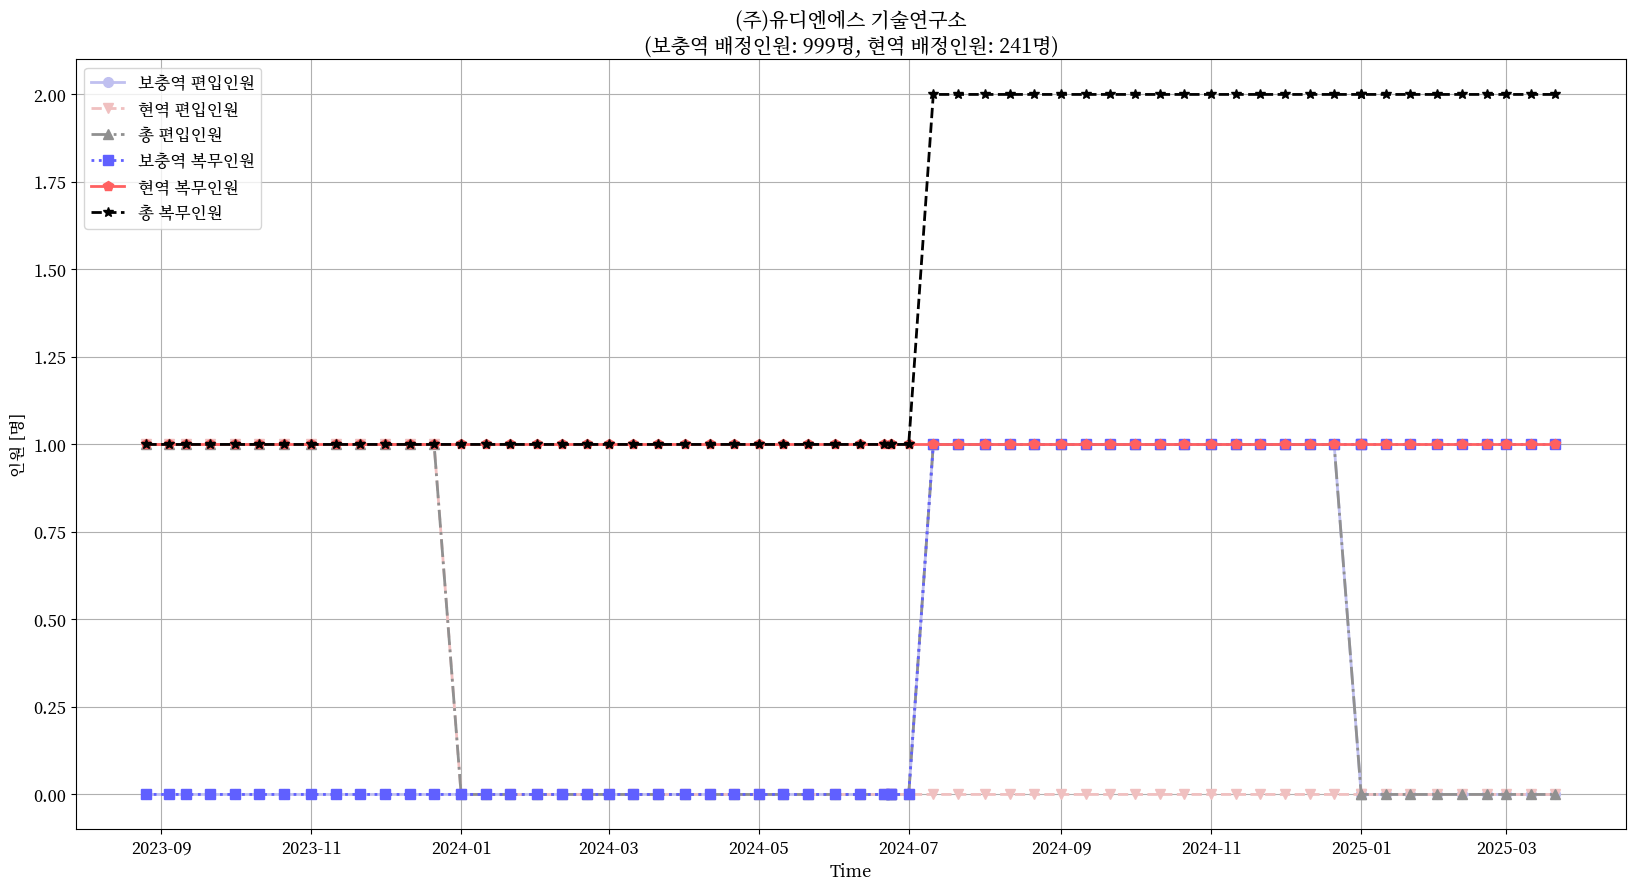 (주)유디엔에스 기술연구소
(보충역 배정인원: 999명, 현역 배정인원: 241명)
보충역 편입인원
현역 편입인원
총 편입인원
보충역 복무인원
현역 복무인원
총 복무인원
인원 [명]
2.00
1.75
1.50
1.25
1.00
0.75
0.50
0.25
0.00
2023-09
2023-11
2024-01
2024-03
2024-05
2024-07
2024-09
2024-11
2025-01
2025-03
Time